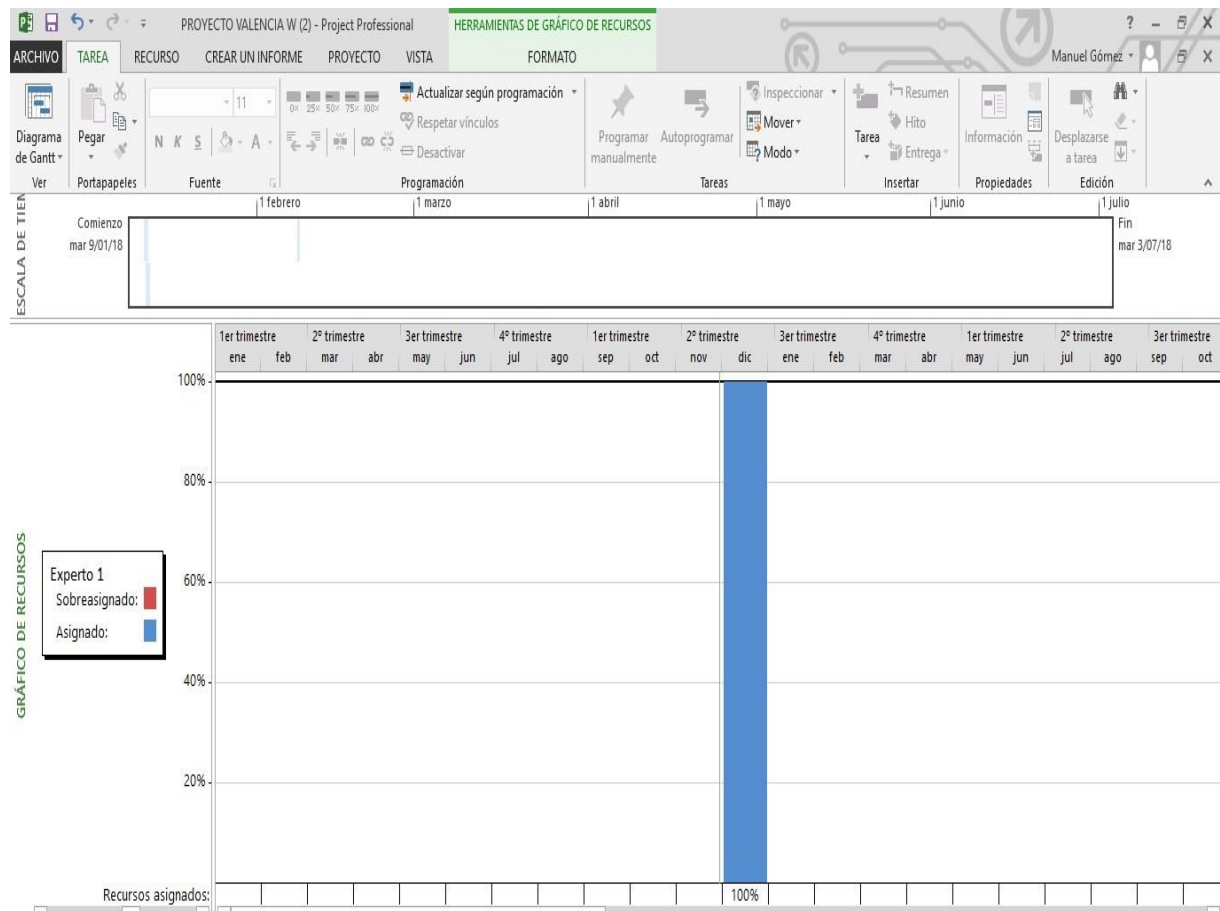 PROYECTO VALENCIA W (2) - Project Professional
HERRAMIENTAS DE GRÁFICO DE RECURSOS
?
ARCHIVO TAREA RECURSO CREAR UN INFORME PROYECTO VISTA FORMATO
Manuel Gómez
Diagrama de Gantt
Ver
Pegar
Portapapeles
11
N K S A
Fuente
0× 25× 50× 75× 100×
Actualizar según programación
Respetar vínculos
Desactivar
Programación
Programar manualmente
Autoprogramar
Inspeccionar
Mover
Modo
Tareas
Tarea
Resumen
Hito
Entrega
Insertar
Información
Propiedades
Desplazarse a tarea
Edición
ESCALA DE TIEM
1 febrero 1 marzo 1 abril 1 mayo 1 junio 1 julio
Comienzo
mar 9/01/18
Fin
mar 3/07/18
1er trimestre 2º trimestre 3er trimestre 4º trimestre 1er trimestre 2º trimestre 3er trimestre 4º trimestre 1er trimestre 2º trimestre 3er trimestre
ene feb mar abr may jun jul ago sep oct nov dic ene feb mar abr may jun jul ago sep oct
GRÁFICO DE RECURSOS
Experto 1
Sobreasignado:
Asignado:
100%
80%
60%
40%
20%
Recursos asignados: 100%